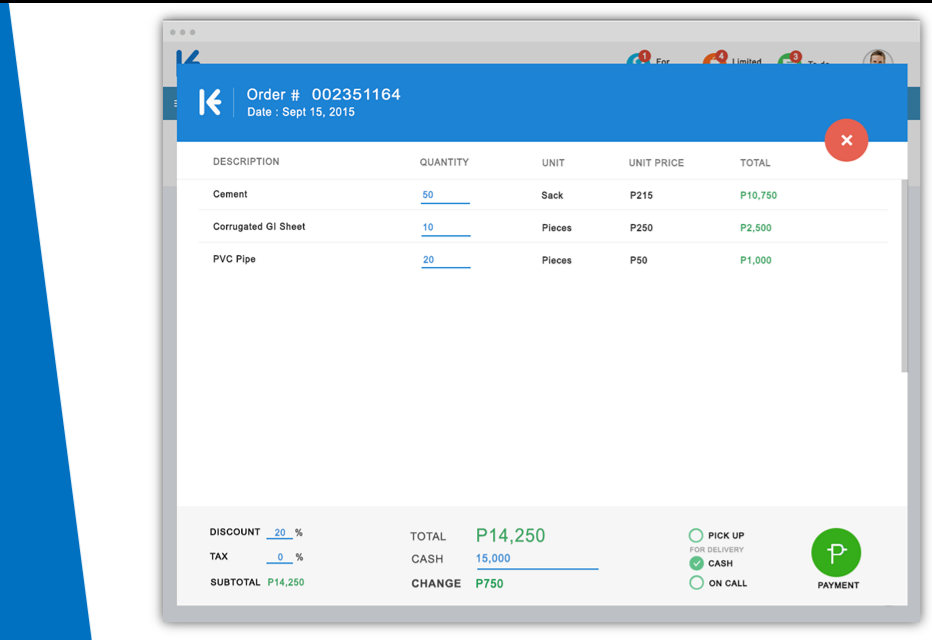 1 For 4 Limited 3 To do
Order # 002351164
Date : Sept 15, 2015
DESCRIPTION QUANTITY UNIT UNIT PRICE TOTAL
Cement 50 Sack P215 P10,750
Corrugated GI Sheet 10 Pieces P250 P2,500
PVC Pipe 20 Pieces P50 P1,000
DISCOUNT 20 %
TAX 0 %
SUBTOTAL P14,250
TOTAL P14,250
CASH 15,000
CHANGE P750
PICK UP
FOR DELIVERY
CASH
ON CALL
PAYMENT